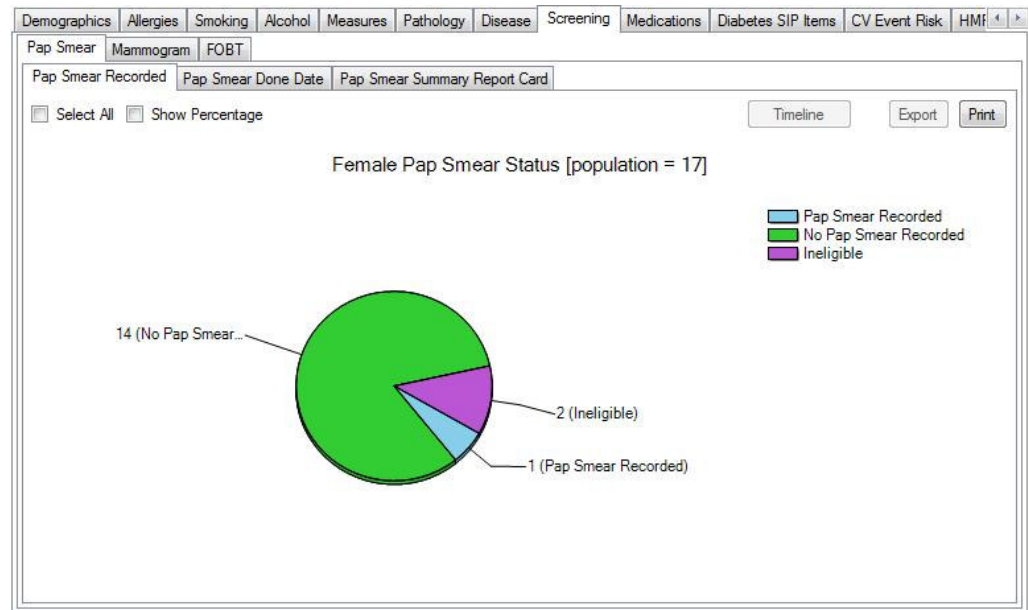 Demographics Allergies Smoking Alcohol Measures Pathology Disease Screening Medications Diabetes SIP Items CV Event Risk
Pap Smear Mammogram FOBT
Pap Smear Recorded Pap Smear Done Date Pap Smear Summary Report Card
Select All Show Percentage Timeline Export Print
Female Pap Smear Status [population = 17]
Pap Smear Recorded
No Pap Smear Recorded
Ineligible
14 (No Pap Smear...
2 (Ineligible)
1 (Pap Smear Recorded)